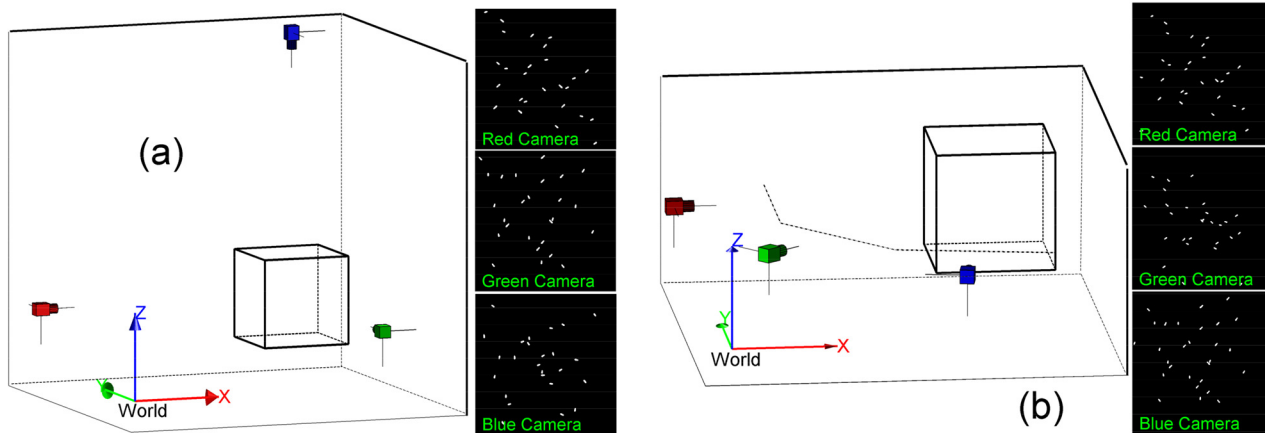 (a)
Z
Y
X
World
Red Camera
Green Camera
Blue Camera
Z
Y
X
World
(b)
Red Camera
Green Camera
Blue Camera